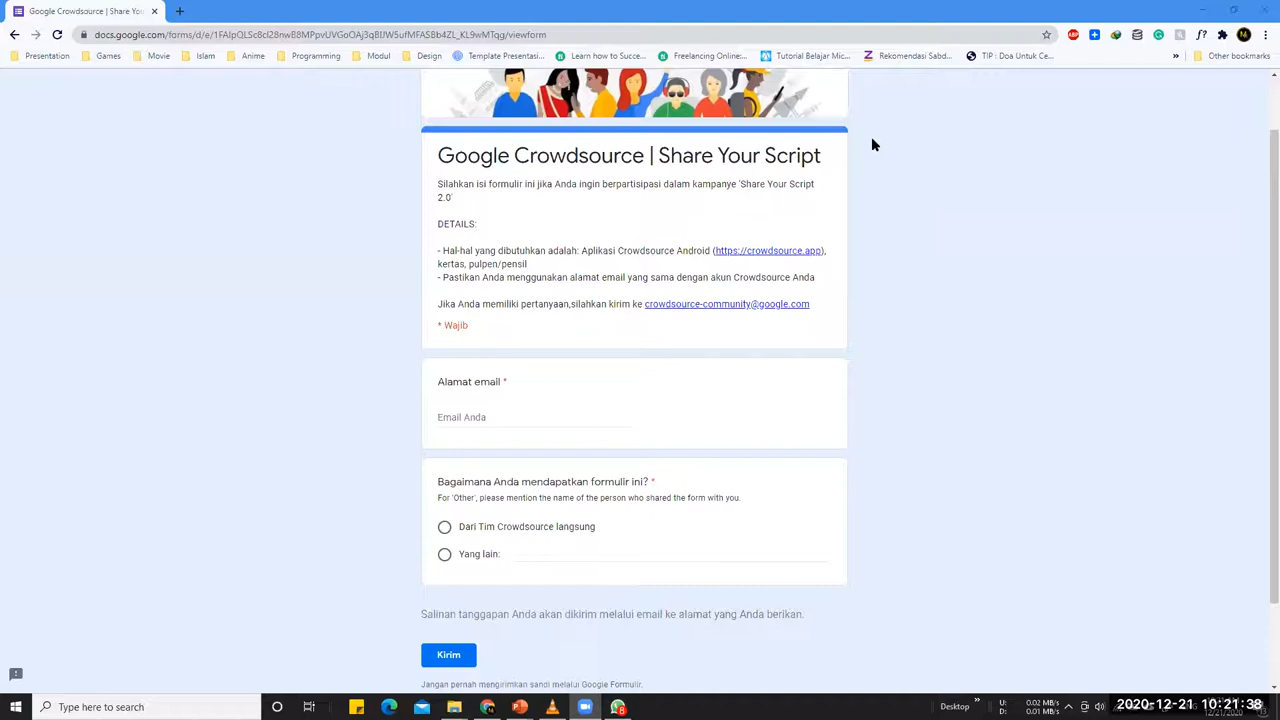 Google Crowdsource | Share You
docs.google.com/forms/d/e/1FAIpQLSc8cl28nwB8MPpvUVGoOAj3qBIJW5ufMFASBb4ZL_KL9wMTqg/viewform
Presentation
Games
Movie
Islam
Anime
Programming
Modul
Design
Template Presentasi...
Learn how to Succe...
Freelancing Online:...
Tutorial Belajar Mic...
Rekomendasi Sabd...
TIP : Doa Untuk Ce...
»
Other bookmarks
Google Crowdsource | Share Your Script
Silahkan isi formulir ini jika Anda ingin berpartisipasi dalam kampanye 'Share Your Script
2.0'
DETAILS:
- Hal-hal yang dibutuhkan adalah: Aplikasi Crowdsource Android (https://crowdsource.app),
kertas, pulpen/pensil
- Pastikan Anda menggunakan alamat email yang sama dengan akun Crowdsource Anda
Jika Anda memiliki pertanyaan,silahkan kirim ke crowdsource-community@google.com
* Wajib
Alamat email *
Email Anda
Bagaimana Anda mendapatkan formulir ini? *
For 'Other', please mention the name of the person who shared the form with you.
Dari Tim Crowdsource langsung
Yang lain:
Salinan tanggapan Anda akan dikirim melalui email ke alamat yang Anda berikan.
Kirim
Jangan pernah mengirimkan sandi melalui Google Formulir.
Type here to search
8
Desktop
»
U: 0.02 MB/s
D: 0.01 MB/s
2020-12-21 10:21:38